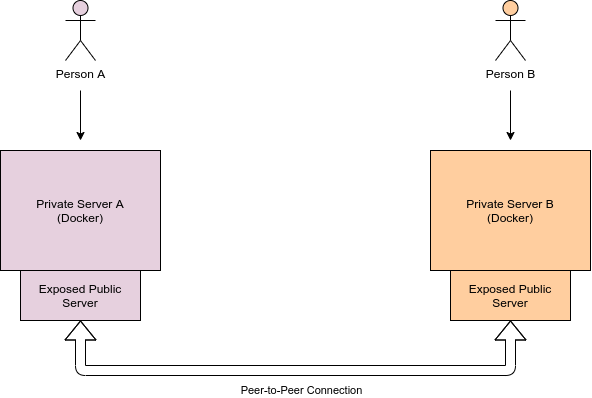 Person A
Person B
Private Server A
(Docker)
Private Server B
(Docker)
Exposed Public
Server
Exposed Public
Server
Peer-to-Peer Connection